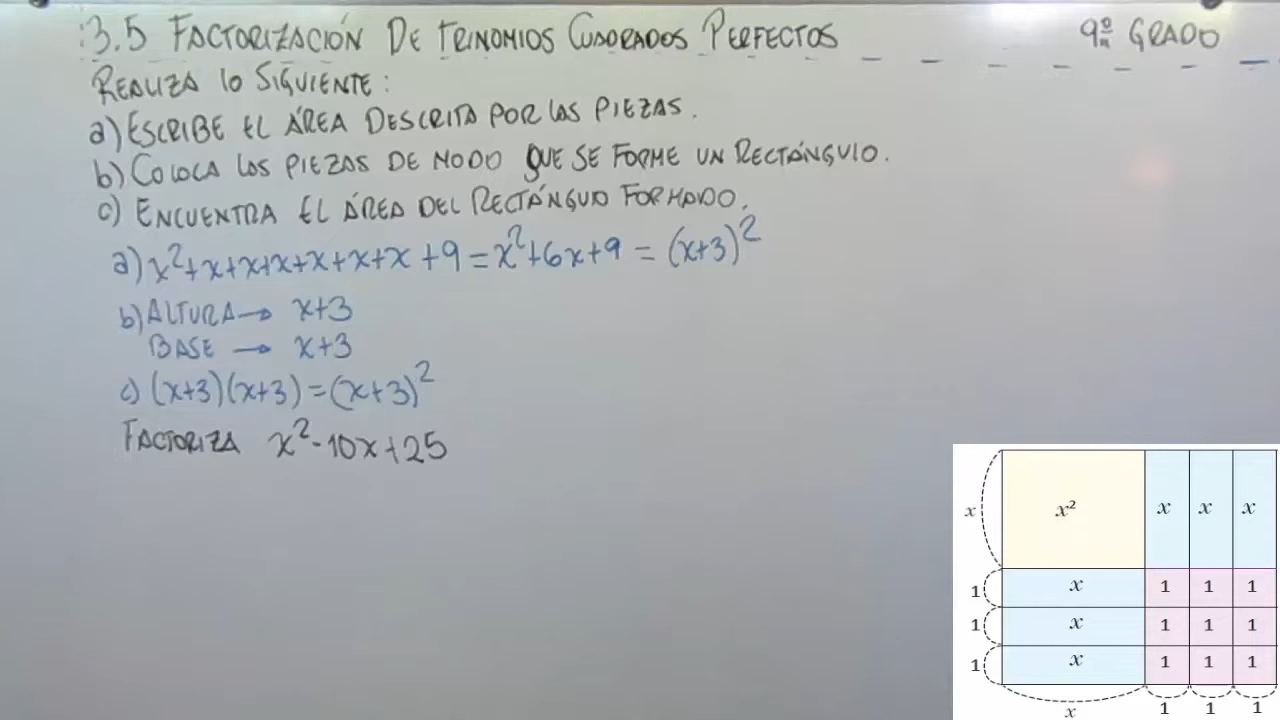 3.5 FACTORIZACIÓN DE TRINOMIOS CUADRADOS PERFECTOS 9º GRADO
REALIZA LO SIGUIENTE:
a) ESCRIBE EL ÁREA DESCRITA POR LAS PIEZAS.
b) COLOCA LAS PIEZAS DE MODO QUE SE FORME UN RECTÁNGULO.
c) ENCUENTRA EL ÁREA DEL RECTÁNGULO FORMADO.
a) x²+x+x+x+x+x+x+9=x²+6x+9=(x+3)²
b) ALTURA→ x+3
BASE → x+3
c) (x+3)(x+3)=(x+3)²
FACTORIZA x²-10x+25
x x² x x x
1 x 1 1 1
1 x 1 1 1
1 x 1 1 1
x 1 1 1